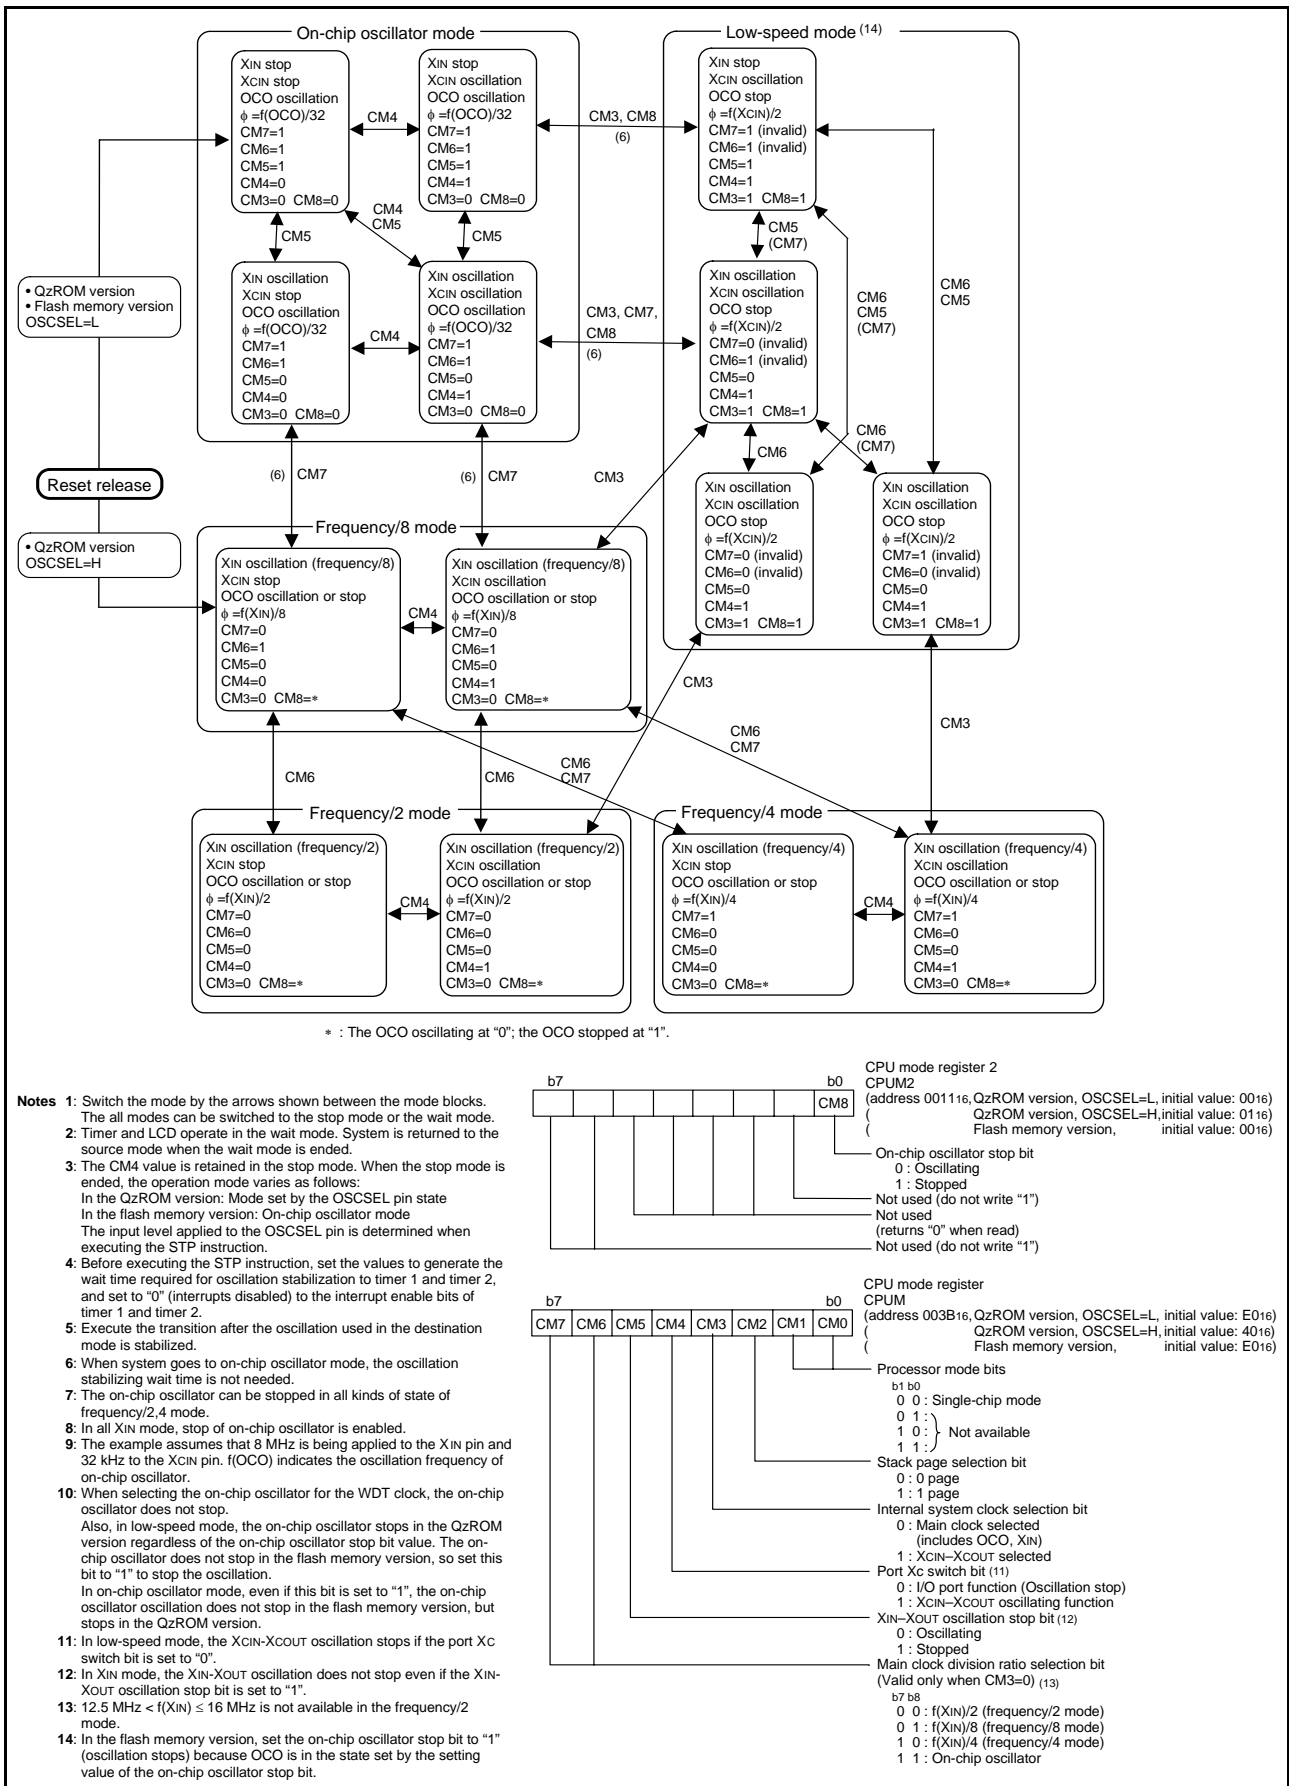 On-chip oscillator mode
XIN stop
XCIN stop
OCO oscillation
ϕ =f(OCO)/32
CM7=1
CM6=1
CM5=1
CM4=0
CM3=0 CM8=0
CM4
XIN stop
XCIN oscillation
OCO oscillation
ϕ =f(OCO)/32
CM7=1
CM6=1
CM5=1
CM4=1
CM3=0 CM8=0
CM5
CM4
CM5
CM5
XIN oscillation
XCIN stop
OCO oscillation
ϕ =f(OCO)/32
CM7=1
CM6=1
CM5=0
CM4=0
CM3=0 CM8=0
CM4
XIN oscillation
XCIN oscillation
OCO oscillation
ϕ =f(OCO)/32
CM7=1
CM6=1
CM5=0
CM4=1
CM3=0 CM8=0
CM3, CM8
(6)
CM3, CM7,
CM8
(6)
Low-speed mode (14)
XIN stop
XCIN oscillation
OCO stop
ϕ =f(XCIN)/2
CM7=1 (invalid)
CM6=1 (invalid)
CM5=1
CM4=1
CM3=1 CM8=1
CM5
(CM7)
XIN oscillation
XCIN oscillation
OCO stop
ϕ =f(XCIN)/2
CM7=0 (invalid)
CM6=1 (invalid)
CM5=0
CM4=1
CM3=1 CM8=1
CM6
CM5
(CM7)
CM6
CM5
CM6
CM6
(CM7)
XIN oscillation
XCIN oscillation
OCO stop
ϕ =f(XCIN)/2
CM7=0 (invalid)
CM6=0 (invalid)
CM5=0
CM4=1
CM3=1 CM8=1
XIN oscillation
XCIN oscillation
OCO stop
ϕ =f(XCIN)/2
CM7=1 (invalid)
CM6=0 (invalid)
CM5=0
CM4=1
CM3=1 CM8=1
• QzROM version
• Flash memory version
OSCSEL=L
Reset release
• QzROM version
OSCSEL=H
(6) CM7
(6) CM7
CM3
Frequency/8 mode
XIN oscillation (frequency/8)
XCIN stop
OCO oscillation or stop
ϕ =f(XIN)/8
CM7=0
CM6=1
CM5=0
CM4=0
CM3=0 CM8=*
CM4
XIN oscillation (frequency/8)
XCIN oscillation
OCO oscillation or stop
ϕ =f(XIN)/8
CM7=0
CM6=1
CM5=0
CM4=1
CM3=0 CM8=*
CM3
CM3
CM6
CM6
CM6
CM7
CM6
CM7
Frequency/2 mode
XIN oscillation (frequency/2)
XCIN stop
OCO oscillation or stop
ϕ =f(XIN)/2
CM7=0
CM6=0
CM5=0
CM4=0
CM3=0 CM8=*
CM4
XIN oscillation (frequency/2)
XCIN oscillation
OCO oscillation or stop
ϕ =f(XIN)/2
CM7=0
CM6=0
CM5=0
CM4=1
CM3=0 CM8=*
Frequency/4 mode
XIN oscillation (frequency/4)
XCIN stop
OCO oscillation or stop
ϕ =f(XIN)/4
CM7=1
CM6=0
CM5=0
CM4=0
CM3=0 CM8=*
CM4
XIN oscillation (frequency/4)
XCIN oscillation
OCO oscillation or stop
ϕ =f(XIN)/4
CM7=1
CM6=0
CM5=0
CM4=1
CM3=0 CM8=*
* : The OCO oscillating at “0”; the OCO stopped at “1”.
Notes 1: Switch the mode by the arrows shown between the mode blocks.
The all modes can be switched to the stop mode or the wait mode.
2: Timer and LCD operate in the wait mode. System is returned to the
source mode when the wait mode is ended.
3: The CM4 value is retained in the stop mode. When the stop mode is
ended, the operation mode varies as follows:
In the QzROM version: Mode set by the OSCSEL pin state
In the flash memory version: On-chip oscillator mode
The input level applied to the OSCSEL pin is determined when
executing the STP instruction.
4: Before executing the STP instruction, set the values to generate the
wait time required for oscillation stabilization to timer 1 and timer 2,
and set to “0” (interrupts disabled) to the interrupt enable bits of
timer 1 and timer 2.
5: Execute the transition after the oscillation used in the destination
mode is stabilized.
6: When system goes to on-chip oscillator mode, the oscillation
stabilizing wait time is not needed.
7: The on-chip oscillator can be stopped in all kinds of state of
frequency/2,4 mode.
8: In all XIN mode, stop of on-chip oscillator is enabled.
9: The example assumes that 8 MHz is being applied to the XIN pin and
32 kHz to the XCIN pin. f(OCO) indicates the oscillation frequency of
on-chip oscillator.
10: When selecting the on-chip oscillator for the WDT clock, the on-chip
oscillator does not stop.
Also, in low-speed mode, the on-chip oscillator stops in the QzROM
version regardless of the on-chip oscillator stop bit value. The on-
chip oscillator does not stop in the flash memory version, so set this
bit to “1” to stop the oscillation.
In on-chip oscillator mode, even if this bit is set to “1”, the on-chip
oscillator oscillation does not stop in the flash memory version, but
stops in the QzROM version.
11: In low-speed mode, the XCIN-XCOUT oscillation stops if the port XC
switch bit is set to “0”.
12: In XIN mode, the XIN-XOUT oscillation does not stop even if the XIN-
XOUT oscillation stop bit is set to “1”.
13: 12.5 MHz < f(XIN) ≤ 16 MHz is not available in the frequency/2
mode.
14: In the flash memory version, set the on-chip oscillator stop bit to “1”
(oscillation stops) because OCO is in the state set by the setting
value of the on-chip oscillator stop bit.
b7 b0
CM8
CPU mode register 2
CPUM2
(address 001116, QzROM version, OSCSEL=L, initial value: 0016)
( QzROM version, OSCSEL=H, initial value: 0116)
( Flash memory version, initial value: 0016)
On-chip oscillator stop bit
0 : Oscillating
1 : Stopped
Not used (do not write “1”)
Not used
(returns “0” when read)
Not used (do not write “1”)
b7 b0
CM7 CM6 CM5 CM4 CM3 CM2 CM1 CM0
CPU mode register
CPUM
(address 003B16, QzROM version, OSCSEL=L, initial value: E016)
( QzROM version, OSCSEL=H, initial value: 4016)
( Flash memory version, initial value: E016)
Processor mode bits
b1 b0
0 0 : Single-chip mode
0 1 :
1 0 : Not available
1 1 :
Stack page selection bit
0 : 0 page
1 : 1 page
Internal system clock selection bit
0 : Main clock selected
(includes OCO, XIN)
1 : XCIN–XCOUT selected
Port Xc switch bit (11)
0 : I/O port function (Oscillation stop)
1 : XCIN–XCOUT oscillating function
XIN–XOUT oscillation stop bit (12)
0 : Oscillating
1 : Stopped
Main clock division ratio selection bit
(Valid only when CM3=0) (13)
b7 b8
0 0 : f(XIN)/2 (frequency/2 mode)
0 1 : f(XIN)/8 (frequency/8 mode)
1 0 : f(XIN)/4 (frequency/4 mode)
1 1 : On-chip oscillator